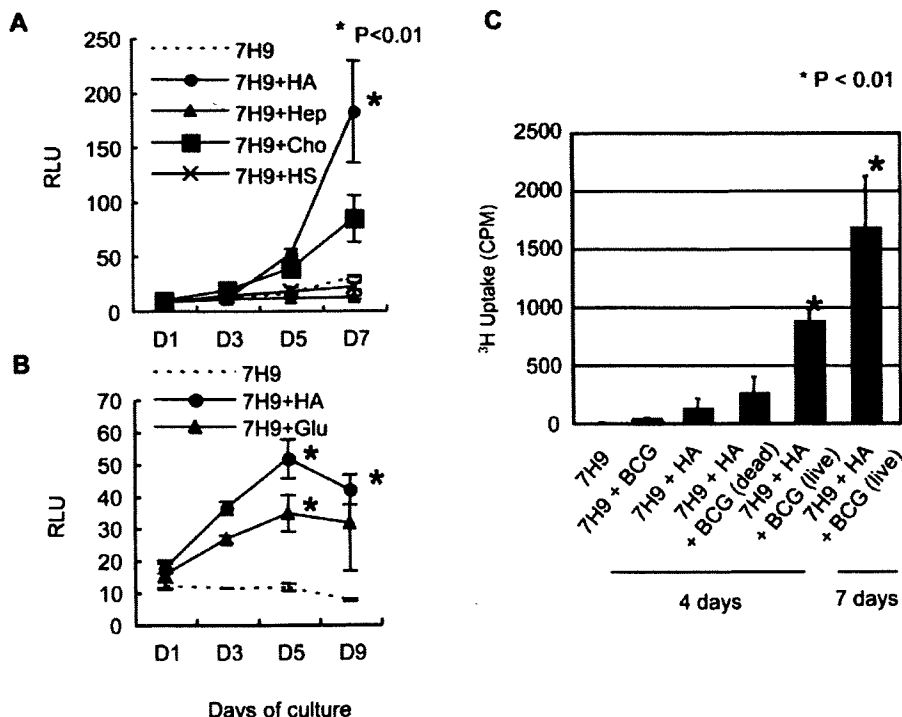 A
* P<0.01
250
200
150
100
50
0
RLU
7H9
7H9+HA
7H9+Hep
7H9+Cho
7H9+HS
*
D1 D3 D5 D7
B
7H9
7H9+HA
7H9+Glu
70
60
50
40
30
20
10
0
RLU
* *
*
D1 D3 D5 D9
Days of culture
C
* P < 0.01
2500
2000
1500
1000
500
0
³H Uptake (CPM)
*
*
7H9
7H9 + BCG
7H9 + HA
7H9 + HA
+ BCG (dead)
7H9 + HA
+ BCG (live)
7H9 + HA
+ BCG (live)
4 days
7 days